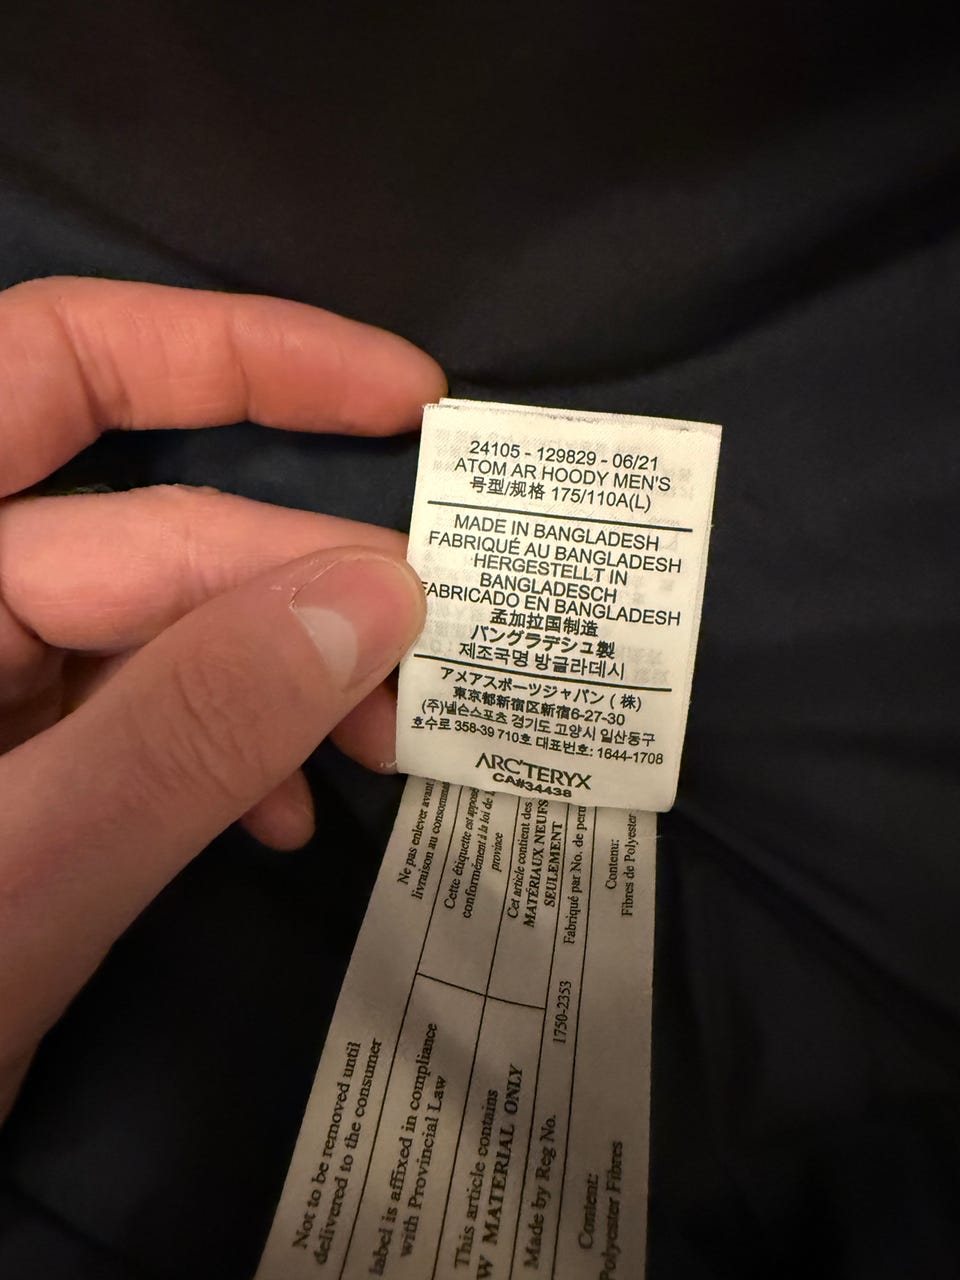 24105 - 129829 - 06/21
ATOM AR HOODY MEN'S
号型/规格 175/110A(L)
MADE IN BANGLADESH
FABRIQUÉ AU BANGLADESH
HERGESTELLT IN
BANGLADESCH
FABRICADO EN BANGLADESH
孟加拉国制造
バングラデシュ製
제조국명 방글라데시
アメアスポーツジャパン (株)
東京都新宿区新宿6-27-30
(주)넬슨스포츠 경기도 고양시 일산동구
호수로 358-39 710호 대표번호: 1644-1708
ARC'TERYX
CA#34438
Ne pas enlever avant
livraison au
Cette étiquette est
conformément à la loi de
province
Cet article contient des
MATÉRIAUX NEUFS
SEULEMENT
Fabriqué par No. de
Contenu:
Fibres de Polyester
Not to be removed until
delivered to the consumer
label is affixed in compliance
with Provincial Law
This article contains
MATERIAL ONLY
Made by Reg No.
1750-2353
Content:
Polyester Fibres